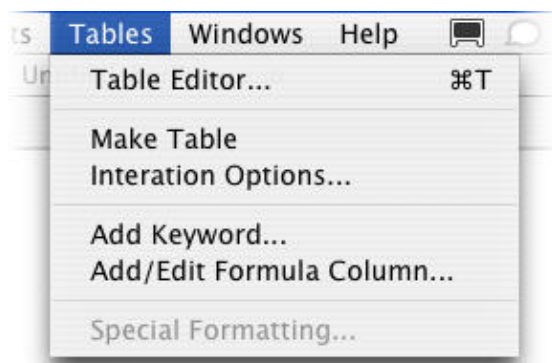 Tables Windows Help
Table Editor... ⌘T
Make Table
Interation Options...
Add Keyword...
Add/Edit Formula Column...
Special Formatting...